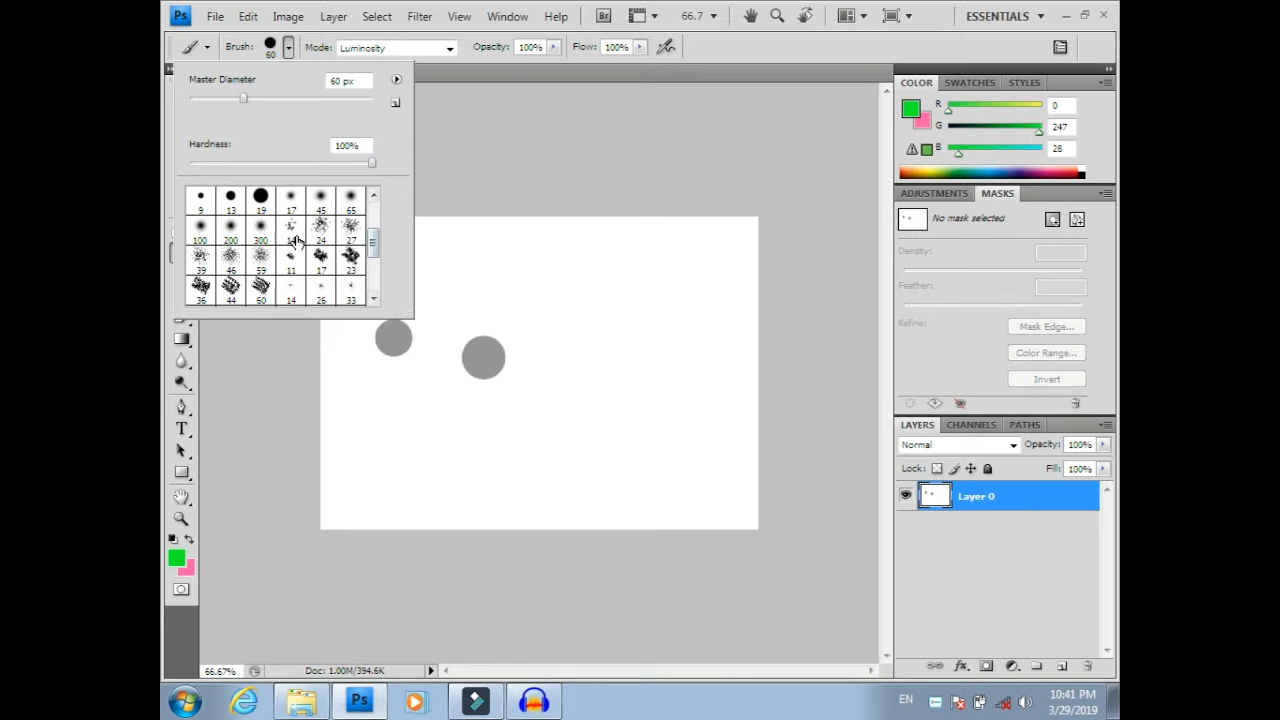 Ps File Edit Image Layer Select Filter View Window Help Br 66.7 ESSENTIALS
Brush: 60 Mode: Luminosity Opacity: 100% Flow: 100%
Master Diameter 60 px
Hardness: 100%
9 13 19 17 45 65
100 200 300 24 27
39 46 59 11 17 23
36 44 60 14 26 33
T
COLOR SWATCHES STYLES
R 0
G 247
B 28
ADJUSTMENTS MASKS
No mask selected
Density:
Feather:
Refine: Mask Edge...
Color Range...
Invert
LAYERS CHANNELS PATHS
Normal Opacity: 100%
Lock: Fill: 100%
Layer 0
fx.
66.67% Doc: 1.00M/394.6K
Ps EN 10:41 PM
3/29/2019